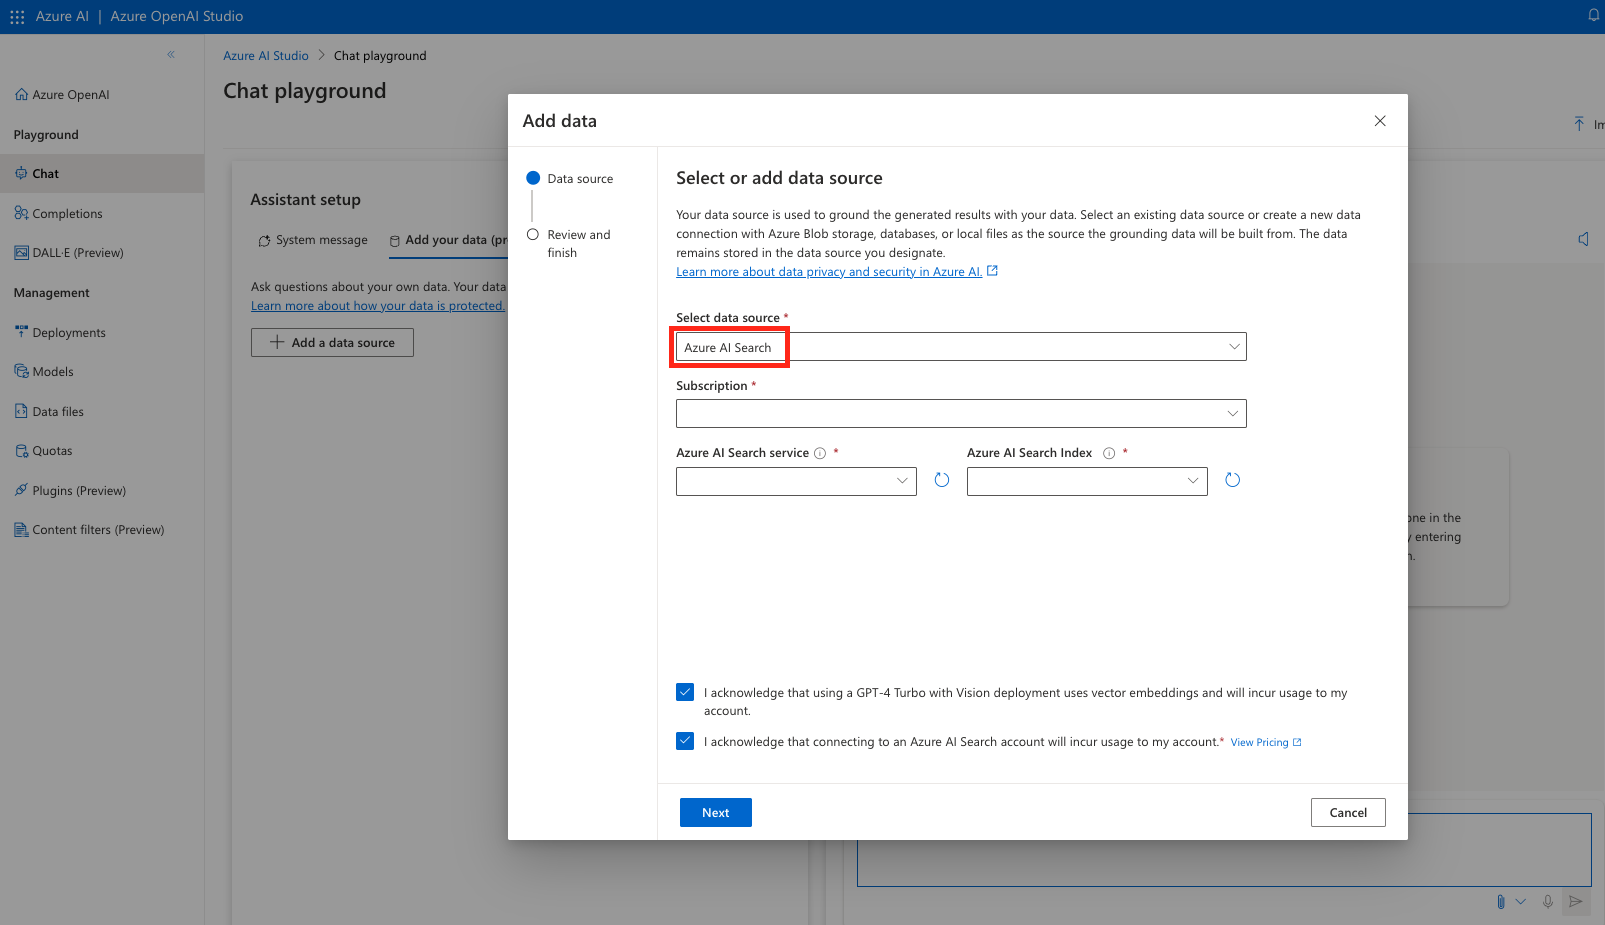 Azure AI | Azure OpenAI Studio
Azure AI Studio > Chat playground
Chat playground
Azure OpenAI
Playground
Chat
Completions
DALL·E (Preview)
Management
Deployments
Models
Data files
Quotas
Plugins (Preview)
Content filters (Preview)
Assistant setup
System message
Add your data (pr
Ask questions about your own data. Your data
Learn more about how your data is protected.
Add a data source
Add data
Data source
Review and
finish
Select or add data source
Your data source is used to ground the generated results with your data. Select an existing data source or create a new data
connection with Azure Blob storage, databases, or local files as the source the grounding data will be built from. The data
remains stored in the data source you designate.
Learn more about data privacy and security in Azure AI.
Select data source *
Azure AI Search
Subscription *
Azure AI Search service *
Azure AI Search Index *
I acknowledge that using a GPT-4 Turbo with Vision deployment uses vector embeddings and will incur usage to my
account.
I acknowledge that connecting to an Azure AI Search account will incur usage to my account.* View Pricing
Next
Cancel
Im
one in the
entering